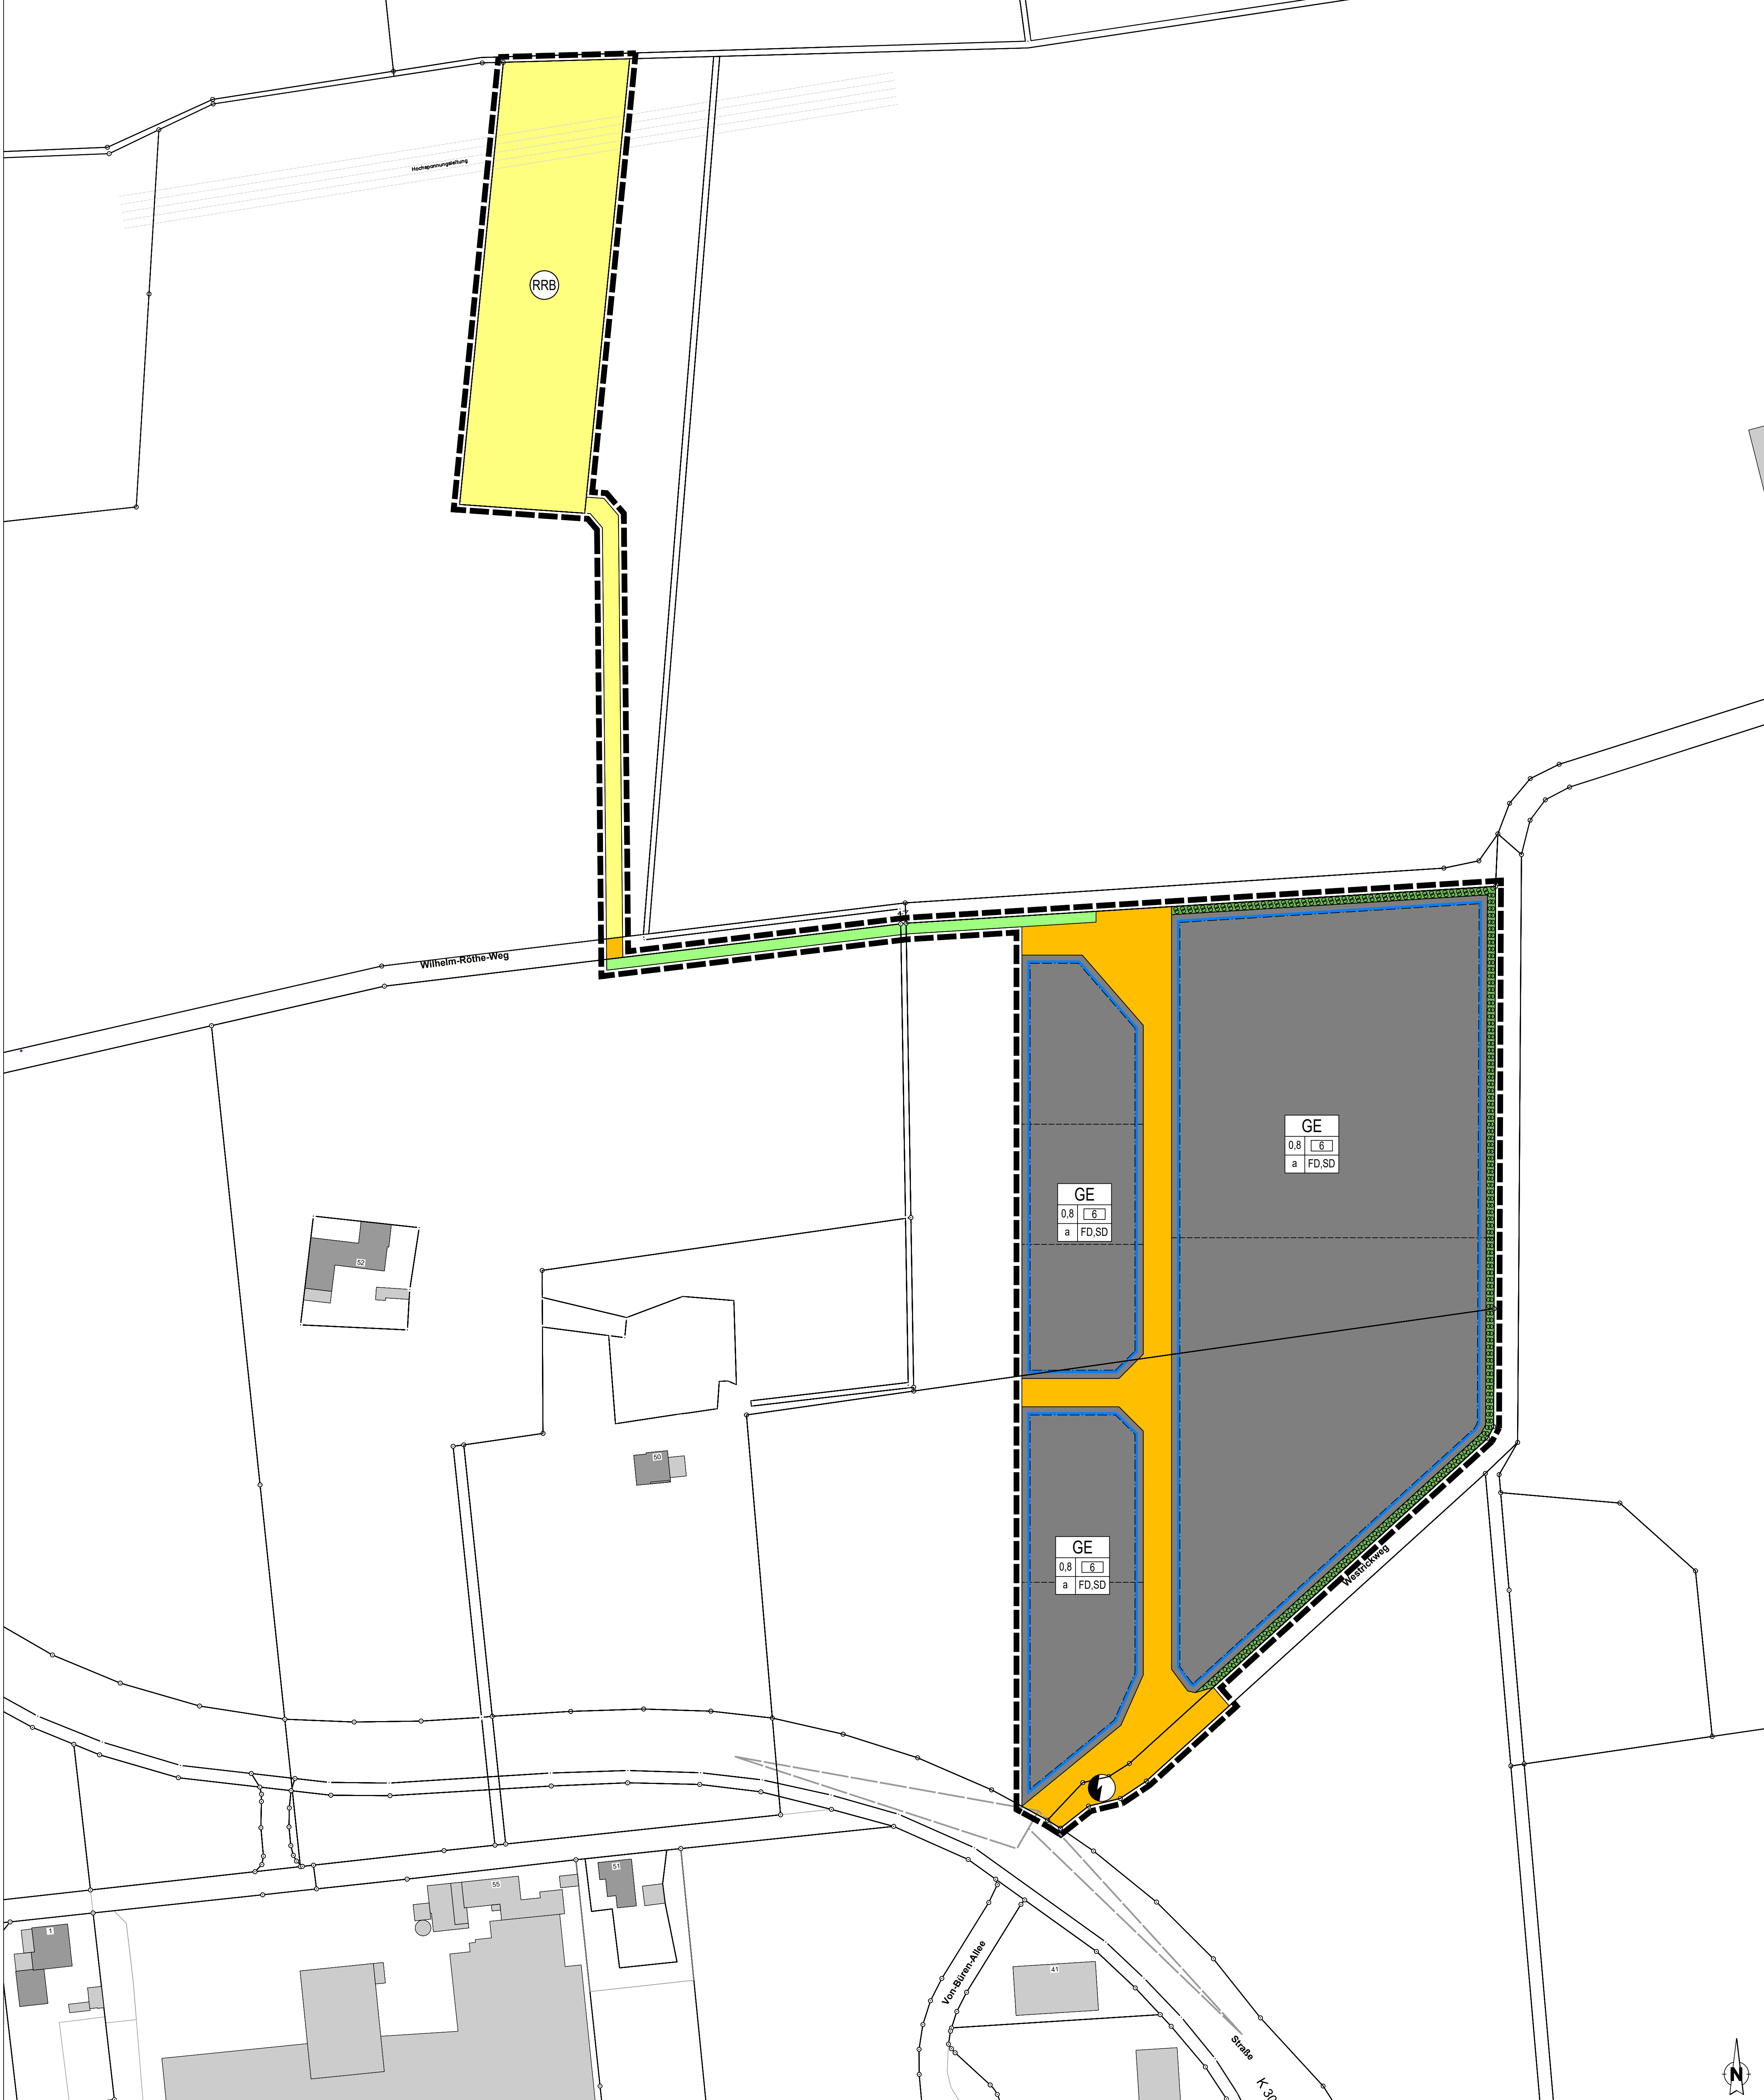 Hochspannungsleitung
RRB
Wilhelm-Röthe-Weg
GE
0,8 6
a FD,SD
GE
0,8 6
a FD,SD
52
50
GE
0,8 6
a FD,SD
Westrickweg
51
55
1
Von-Büren-Allee
41
Straße
K 30
N